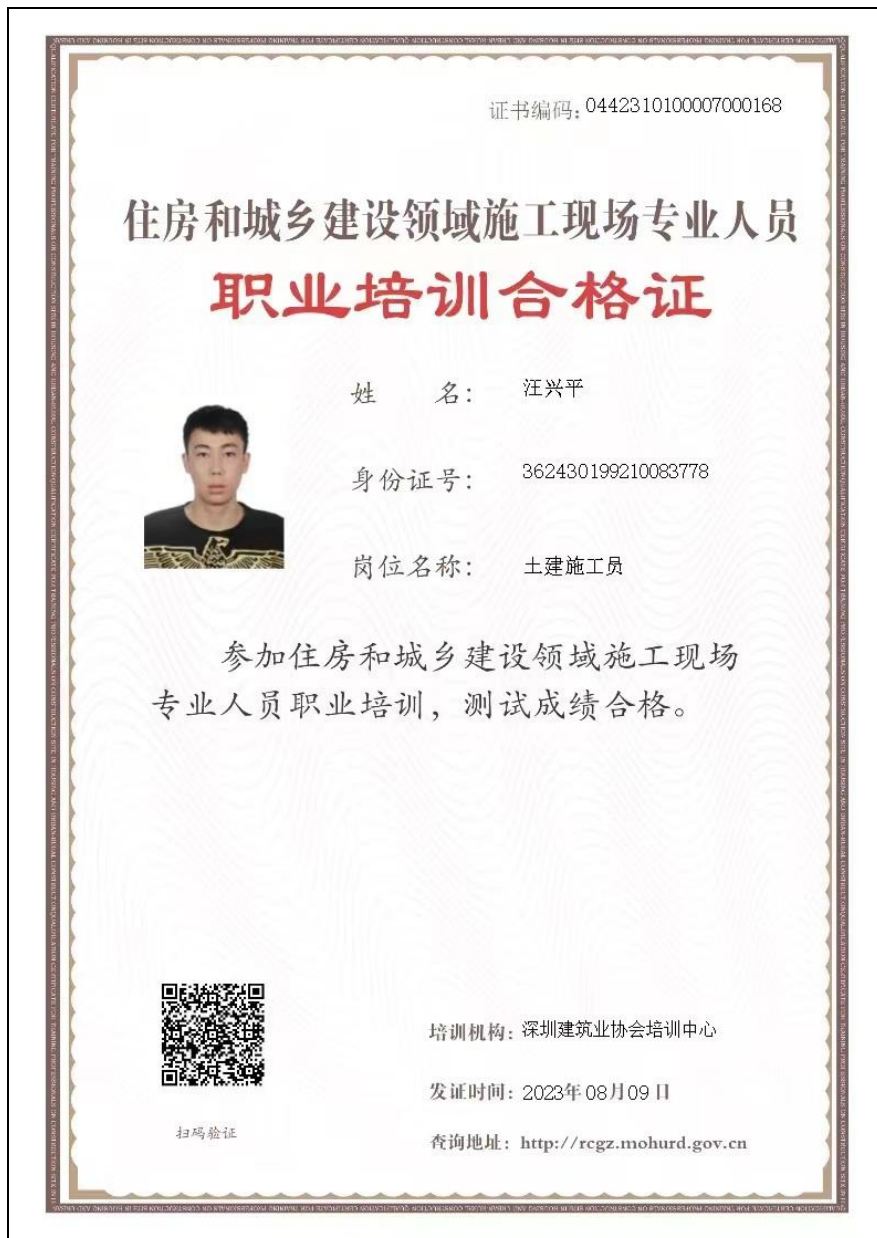 证书编码：0442310100007000168
住房和城乡建设领域施工现场专业人员
职业培训合格证
姓 名： 汪兴平
身份证号： 362430199210083778
岗位名称： 土建施工员
参加住房和城乡建设领域施工现场
专业人员职业培训，测试成绩合格。
培训机构：深圳建筑业协会培训中心
发证时间：2023年08月09日
扫码验证
查询地址：http://rcgz.mohurd.gov.cn